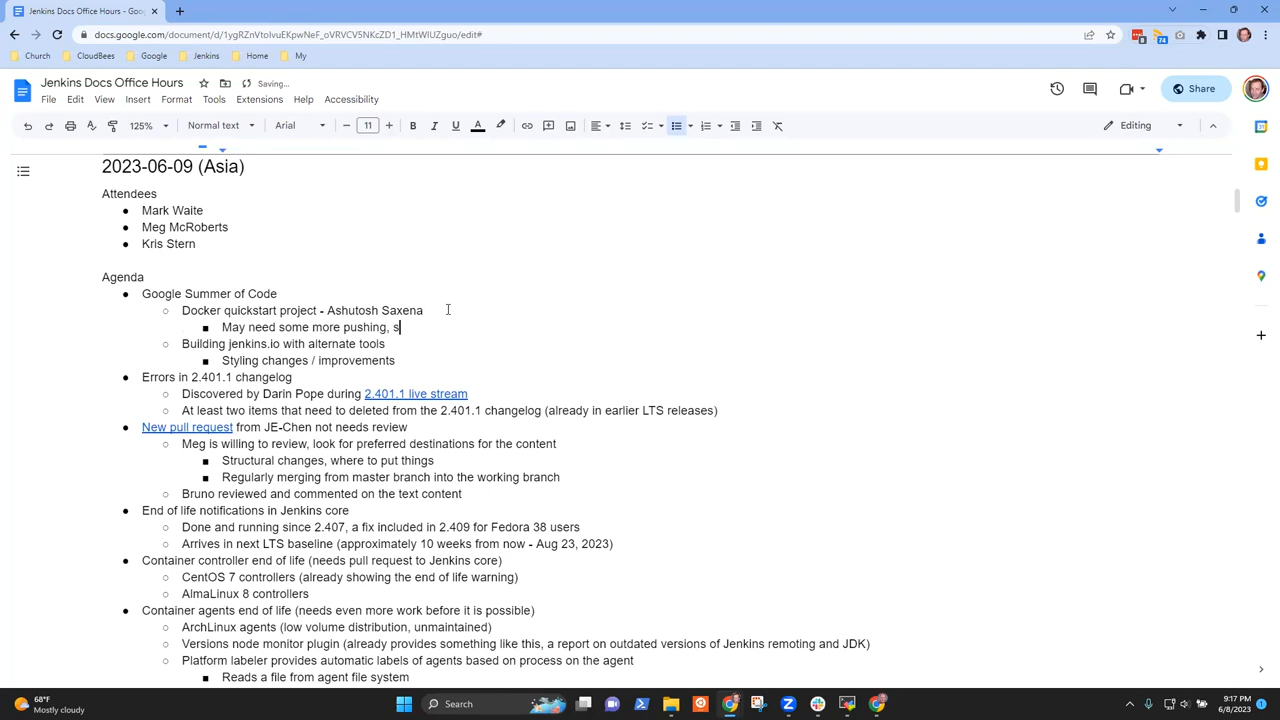 Jenkins Docs Office Hours - Goog
docs.google.com/document/d/1ygRZnVtoIvuEKpwNeF_oVRVCV5NKcZD1_HMtWlUZguo/edit#
Church CloudBees Google Jenkins Home My
Jenkins Docs Office Hours Saving...
File Edit View Insert Format Tools Extensions Help Accessibility
Share
125% Normal text Arial 11 B I U A Editing
2023-06-09 (Asia)
Attendees
● Mark Waite
● Meg McRoberts
● Kris Stern
Agenda
● Google Summer of Code
○ Docker quickstart project - Ashutosh Saxena
■ May need some more pushing, s
○ Building jenkins.io with alternate tools
■ Styling changes / improvements
● Errors in 2.401.1 changelog
○ Discovered by Darin Pope during 2.401.1 live stream
○ At least two items that need to deleted from the 2.401.1 changelog (already in earlier LTS releases)
● New pull request from JE-Chen not needs review
○ Meg is willing to review, look for preferred destinations for the content
■ Structural changes, where to put things
■ Regularly merging from master branch into the working branch
○ Bruno reviewed and commented on the text content
● End of life notifications in Jenkins core
○ Done and running since 2.407, a fix included in 2.409 for Fedora 38 users
○ Arrives in next LTS baseline (approximately 10 weeks from now - Aug 23, 2023)
● Container controller end of life (needs pull request to Jenkins core)
○ CentOS 7 controllers (already showing the end of life warning)
○ AlmaLinux 8 controllers
● Container agents end of life (needs even more work before it is possible)
○ ArchLinux agents (low volume distribution, unmaintained)
○ Versions node monitor plugin (already provides something like this, a report on outdated versions of Jenkins remoting and JDK)
○ Platform labeler provides automatic labels of agents based on process on the agent
■ Reads a file from agent file system
68°F
Mostly cloudy
Search
9:17 PM
6/8/2023